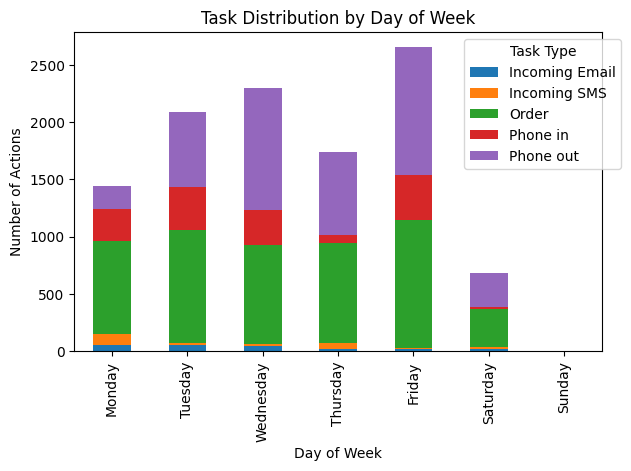 Task Distribution by Day of Week
Number of Actions
2500
2000
1500
1000
500
0
Task Type
Incoming Email
Incoming SMS
Order
Phone in
Phone out
Monday
Tuesday
Wednesday
Thursday
Friday
Saturday
Sunday
Day of Week